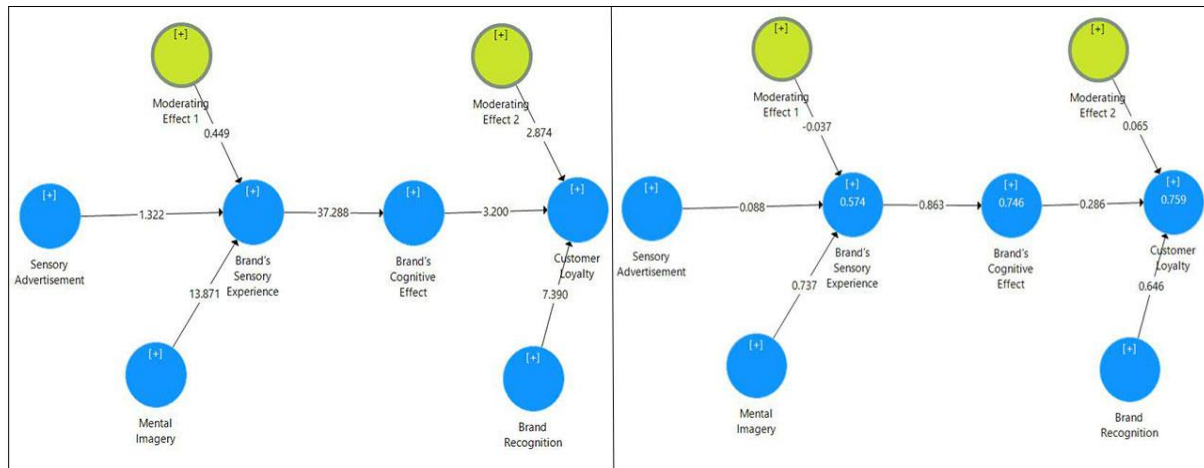 [+]
Moderating
Effect 1
0.449
[+]
Moderating
Effect 2
2.874
[+]
Sensory
Advertisement
1.322
[+]
Brand's
Sensory
Experience
37.288
[+]
Brand's
Cognitive
Effect
3.200
[+]
Customer
Loyalty
13.871
7.390
[+]
Mental
Imagery
[+]
Brand
Recognition
[+]
Moderating
Effect 1
-0.037
[+]
Moderating
Effect 2
0.065
[+]
Sensory
Advertisement
0.088
[+]
0.574
Brand's
Sensory
Experience
0.863
[+]
0.746
Brand's
Cognitive
Effect
0.286
[+]
0.759
Customer
Loyalty
0.737
0.646
[+]
Mental
Imagery
[+]
Brand
Recognition